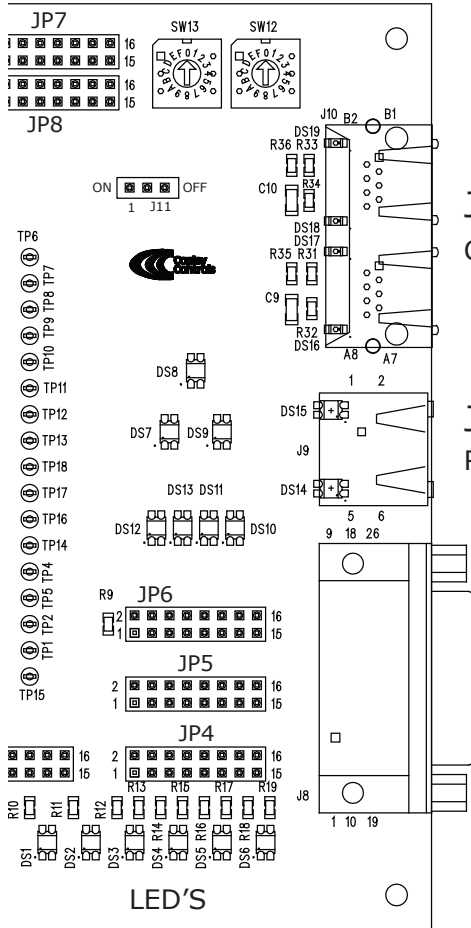 JP7
SW13 SW12
16
15
DEF0123456789ABC DEF0123456789ABC
16
15
JP8
J10 B2 B1
DS19
R36 R33
C10 R34
ON OFF
1 J11
DS18
DS17
R35 R31
C9
R32
DS16
A8 A7
TP6
TP7
TP8
TP9
TP10
TP11
TP12
TP13
TP18
TP17
TP16
TP14
TP4
TP5
TP2
TP1
TP15
Costar
Controls
DS8
DS7 DS9
DS13 DS11
DS12 DS10
1 2
DS15
J9
DS14
5 6
9 18 26
J8
1 10 19
R9
JP6
2 16
1 15
JP5
2 16
1 15
JP4
16 2 16
15 1 15
R10 R11 R12 R13 R14 R15 R16 R17 R18 R19
DS1 DS2 DS3 DS4 DS5 DS6
LED'S